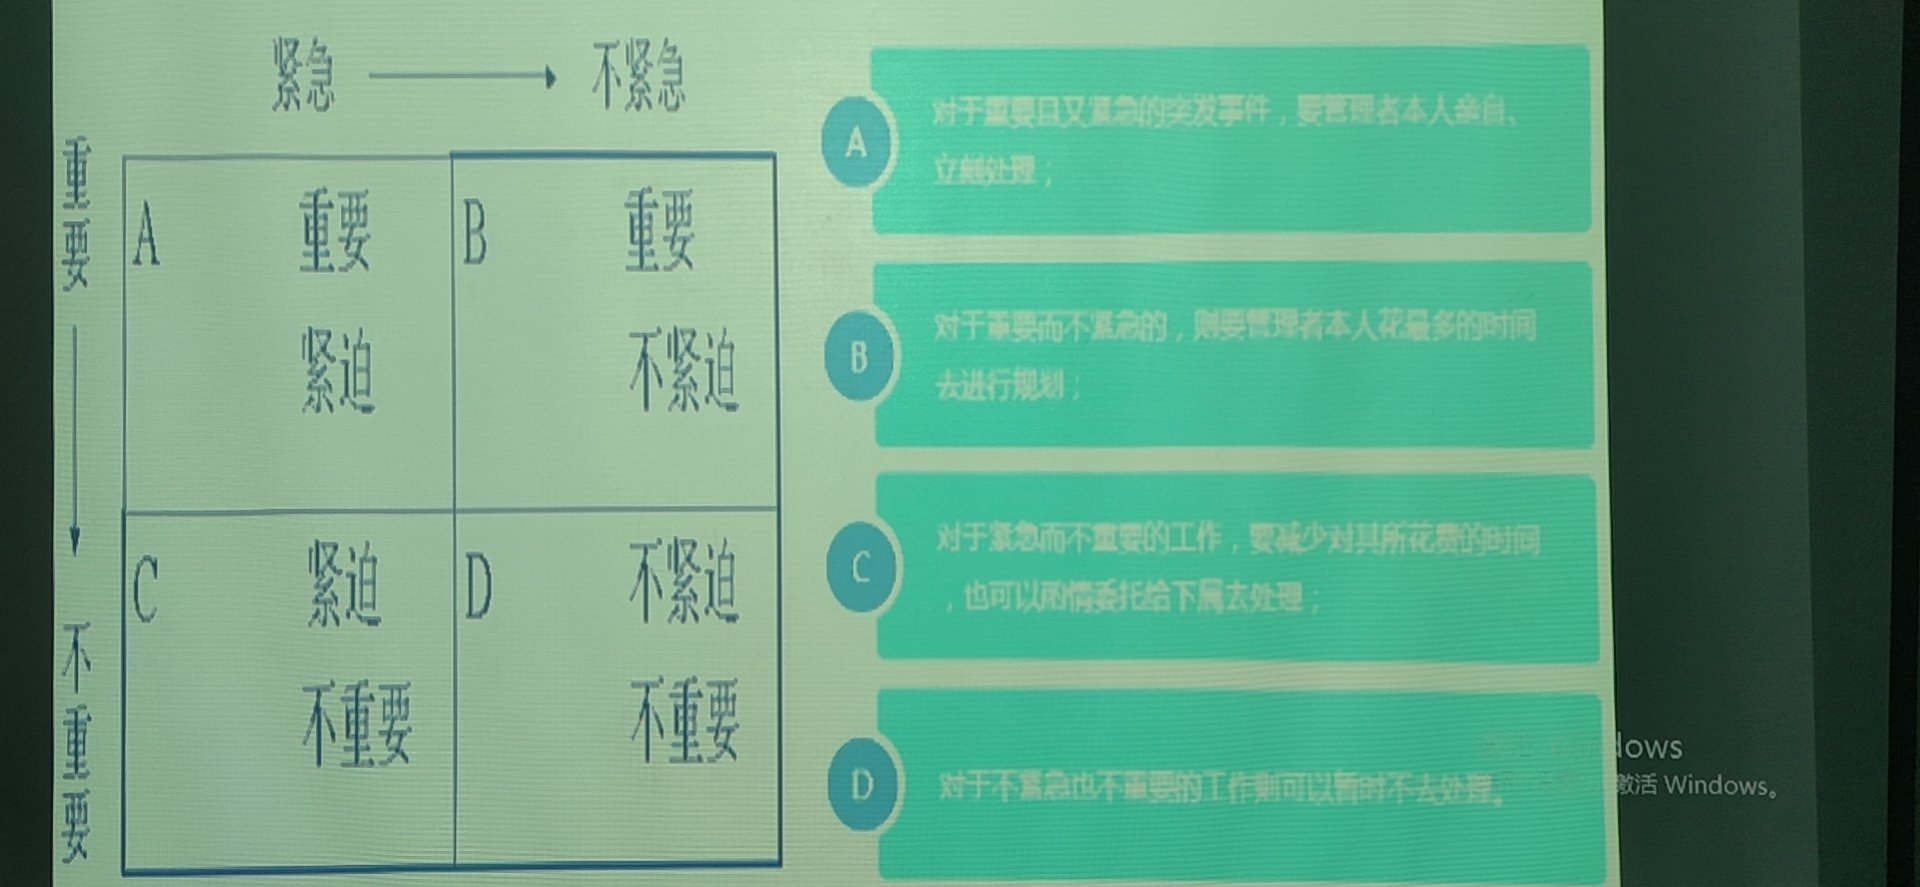 紧急
不紧急
重要
不重要
A
重要
紧迫
B
重要
不紧迫
C
紧迫
不重要
D
不紧迫
不重要
A
对于重要且又紧急的突发事件，要管理者本人亲自、
立刻处理；
B
对于重要而不紧急的，则要管理者本人花最多的时间
去进行规划；
C
对于紧急而不重要的工作，要减少对其所花费的时间
，也可以酌情委托给下属去处理；
D
对于不紧急也不重要的工作则可以暂时不去处理。
dows
激活 Windows。